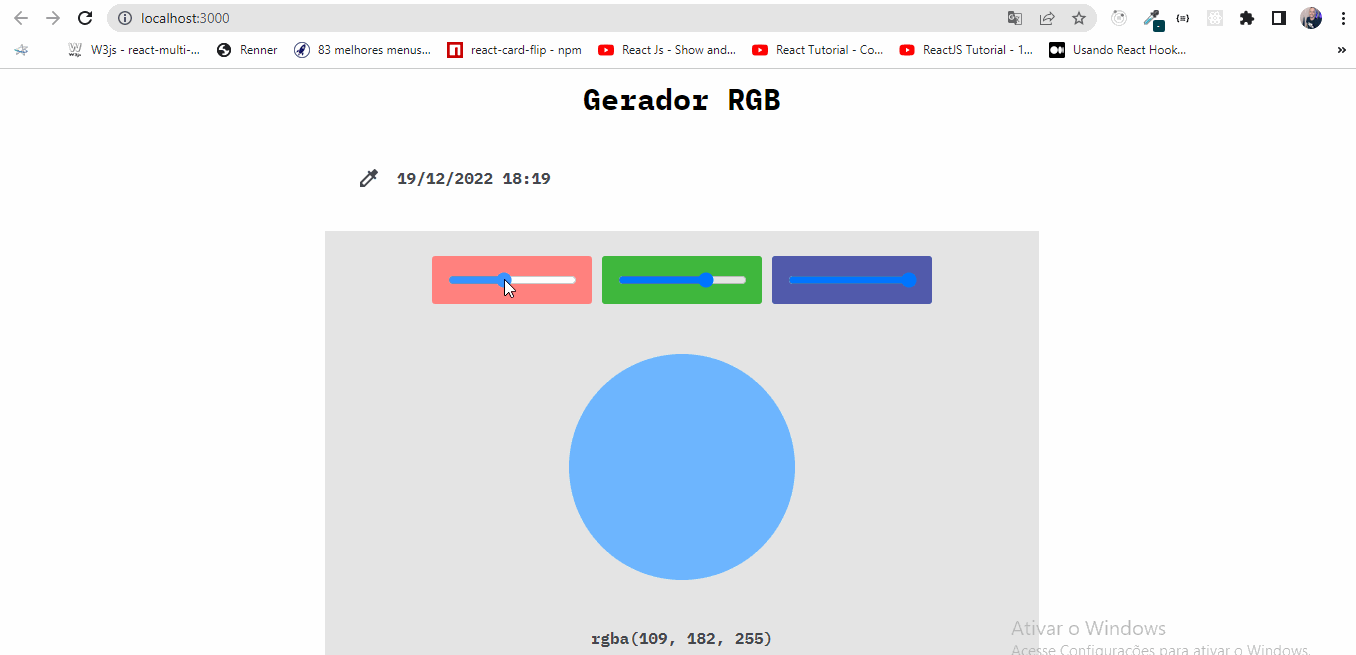 localhost:3000
W3js - react-multi-... Renner 83 melhores menus... react-card-flip - npm React Js - Show and... React Tutorial - Co... ReactJS Tutorial - 1... Usando React Hook... »
Gerador RGB
19/12/2022 18:19
rgba(109, 182, 255)
Ativar o Windows
Acesse Configurações para ativar o Windows.